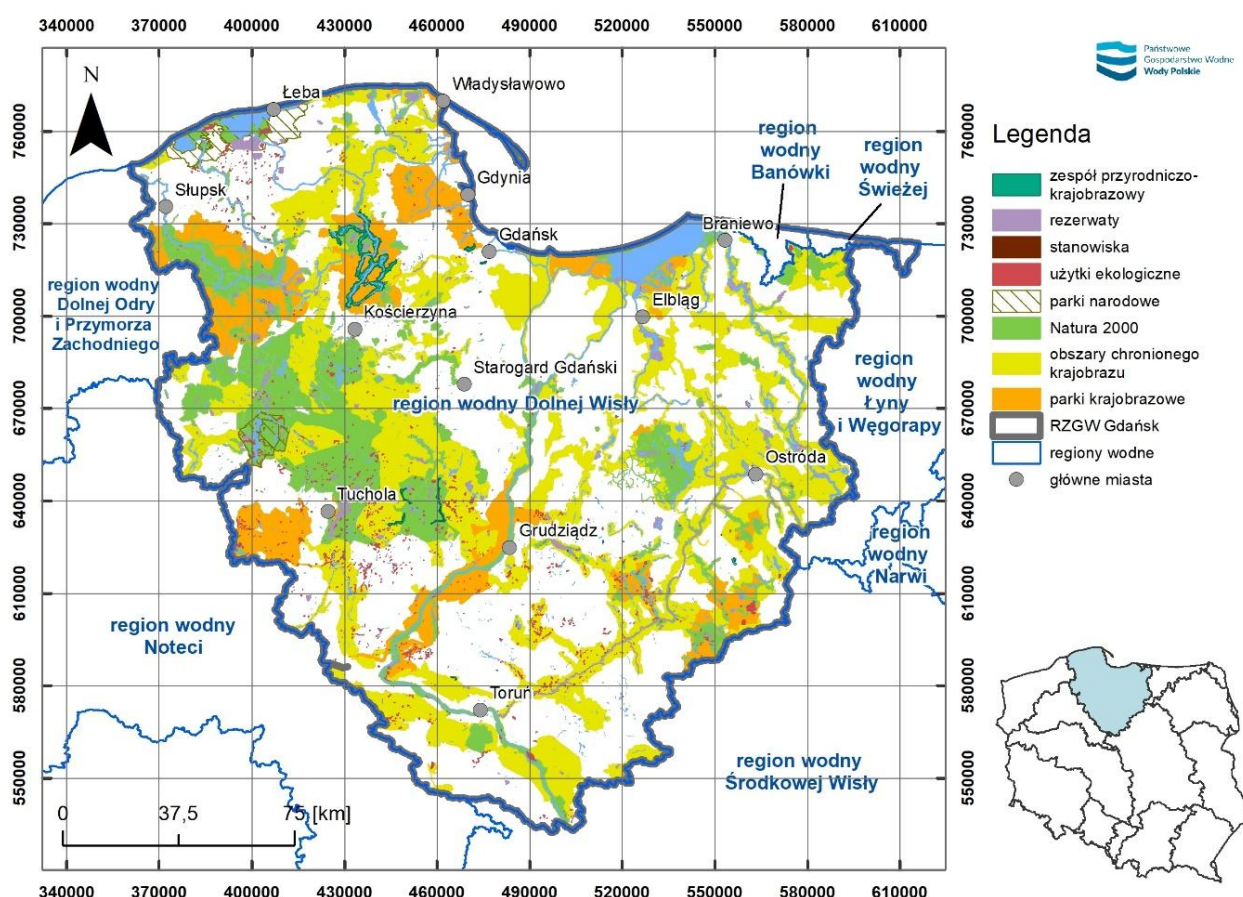 340000 370000 400000 430000 460000 490000 520000 550000 580000 610000
760000
730000
700000
670000
640000
610000
580000
550000
N
Łeba
Władysławowo
Słupsk
Gdynia
Gdańsk
Braniewo
Elbląg
Kościerzyna
Starogard Gdański
Ostróda
Tuchola
Grudziądz
Toruń
region
wodny
Banówki
region
wodny
Świeżej
region wodny
Dolnej Odry
i Przymorza
Zachodniego
region wodny Dolnej Wisły
region
wodny
Łyny
i Węgorapy
region
wodny
Narwi
region wodny
Noteci
region wodny
Środkowej Wisły
0 37,5 75 [km]
340000 370000 400000 430000 460000 490000 520000 550000 580000 610000
760000
730000
700000
670000
640000
610000
580000
550000
Państwowe
Gospodarstwo Wodne
Wody Polskie
Legenda
zespół przyrodniczo-
krajobrazowy
rezerwaty
stanowiska
użytki ekologiczne
parki narodowe
Natura 2000
obszary chronionego
krajobrazu
parki krajobrazowe
RZGW Gdańsk
regiony wodne
główne miasta